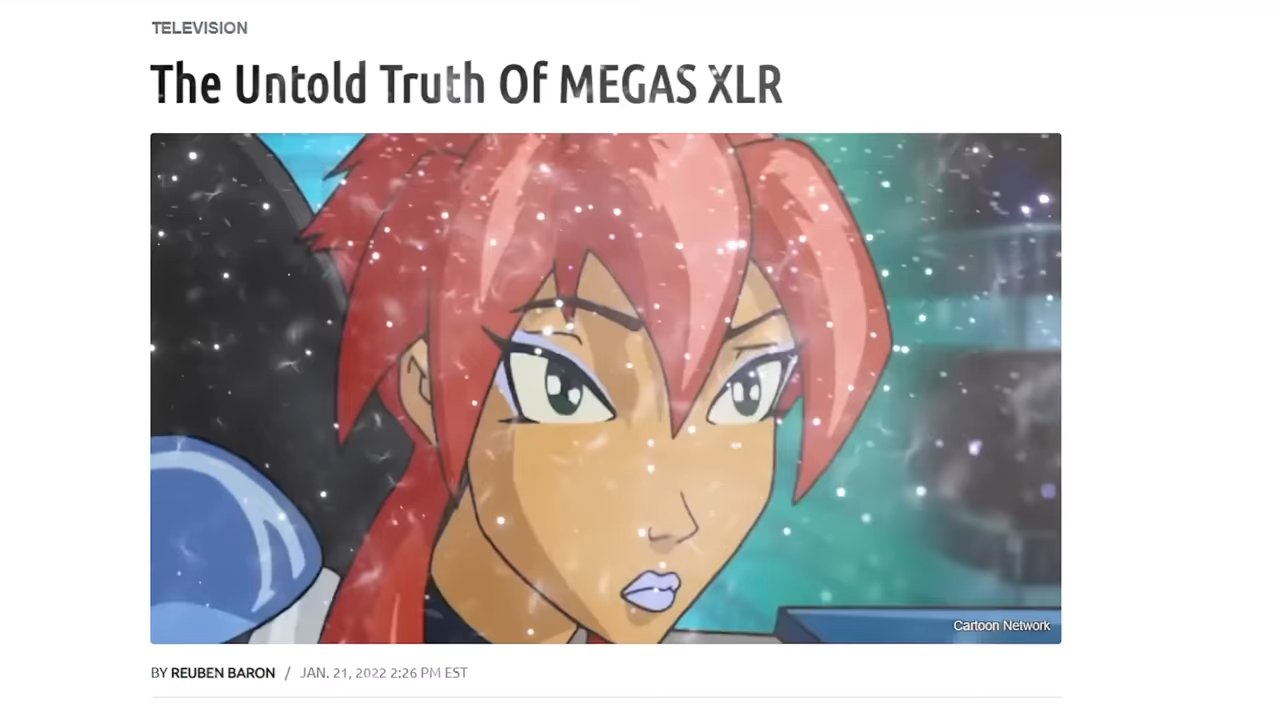 TELEVISION
The Untold Truth Of MEGAS XLR
Cartoon Network
BY REUBEN BARON / JAN. 21, 2022 2:26 PM EST